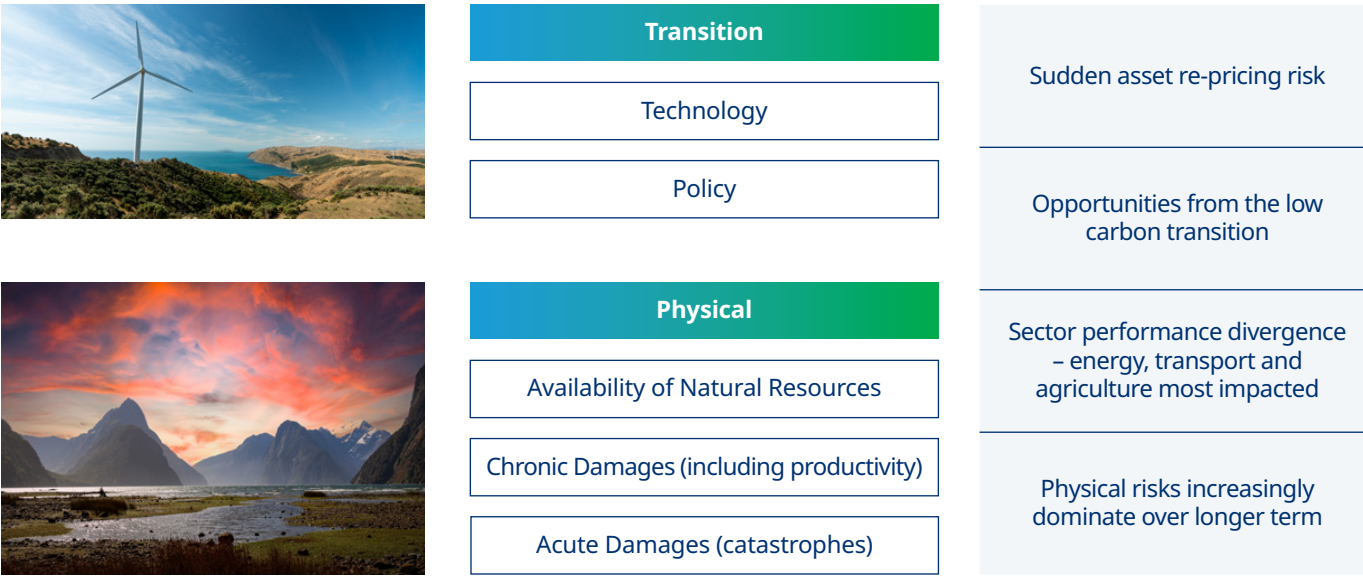 Transition
Technology
Policy
Physical
Availability of Natural Resources
Chronic Damages (including productivity)
Acute Damages (catastrophes)
Sudden asset re-pricing risk
Opportunities from the low
carbon transition
Sector performance divergence
– energy, transport and
agriculture most impacted
Physical risks increasingly
dominate over longer term